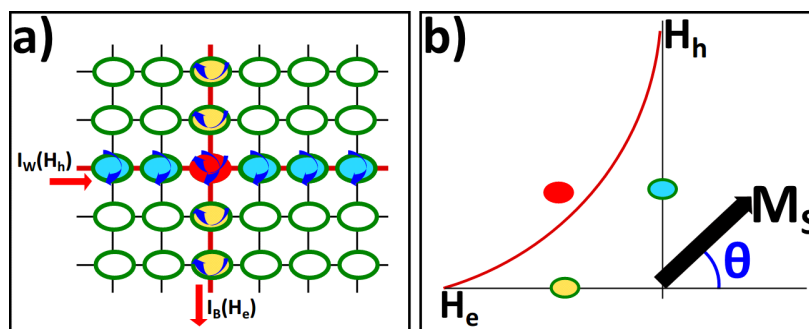 a)
I_W(H_h)
I_B(H_e)
b)
H_h
M_S
θ
H_e